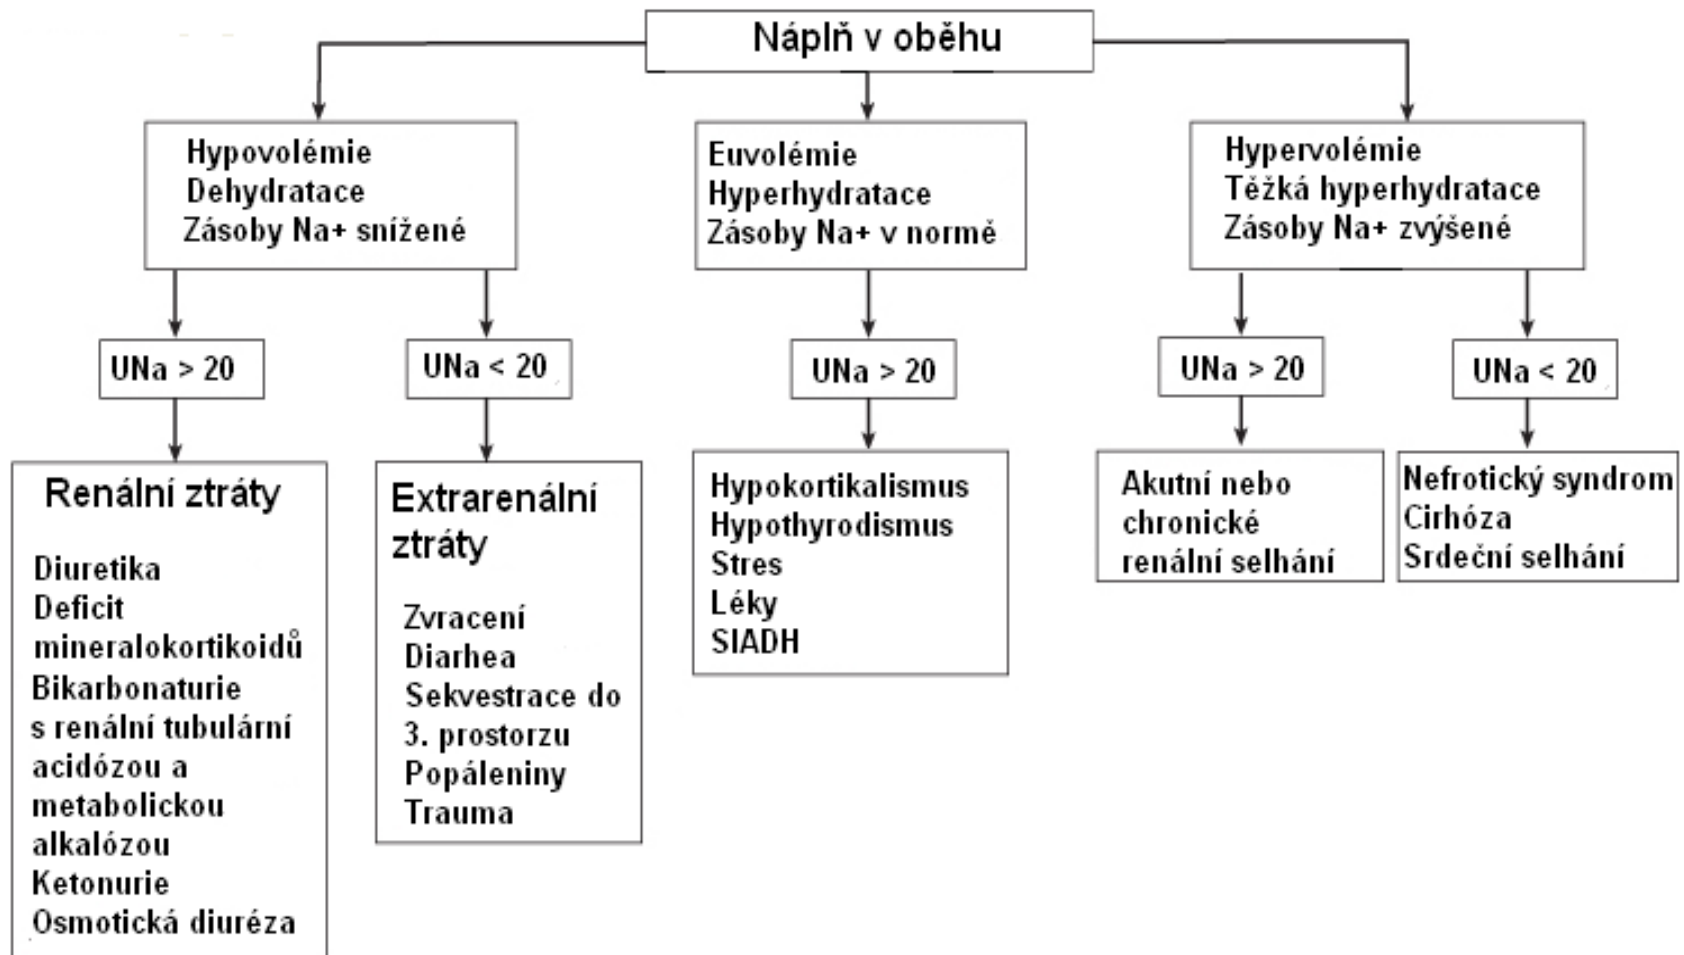 Náplň v oběhu
Hypovolémie
Dehydratace
Zásoby Na+ snížené
Euvolémie
Hyperhydratace
Zásoby Na+ v normě
Hypervolémie
Těžká hyperhydratace
Zásoby Na+ zvýšené
UNa > 20
UNa < 20
UNa > 20
UNa > 20
UNa < 20
Renální ztráty
Diuretika
Deficit
mineralokortikoidů
Bikarbonaturie
s renální tubulární
acidózou a
metabolickou
alkalózou
Ketonurie
Osmotická diuréza
Extrarenální
ztráty
Zvracení
Diarhea
Sekvestrace do
3. prostorzu
Popáleniny
Trauma
Hypokortikalismus
Hypothyrodismus
Stres
Léky
SIADH
Akutní nebo
chronické
renální selhání
Nefrotický syndrom
Cirhóza
Srdeční selhání